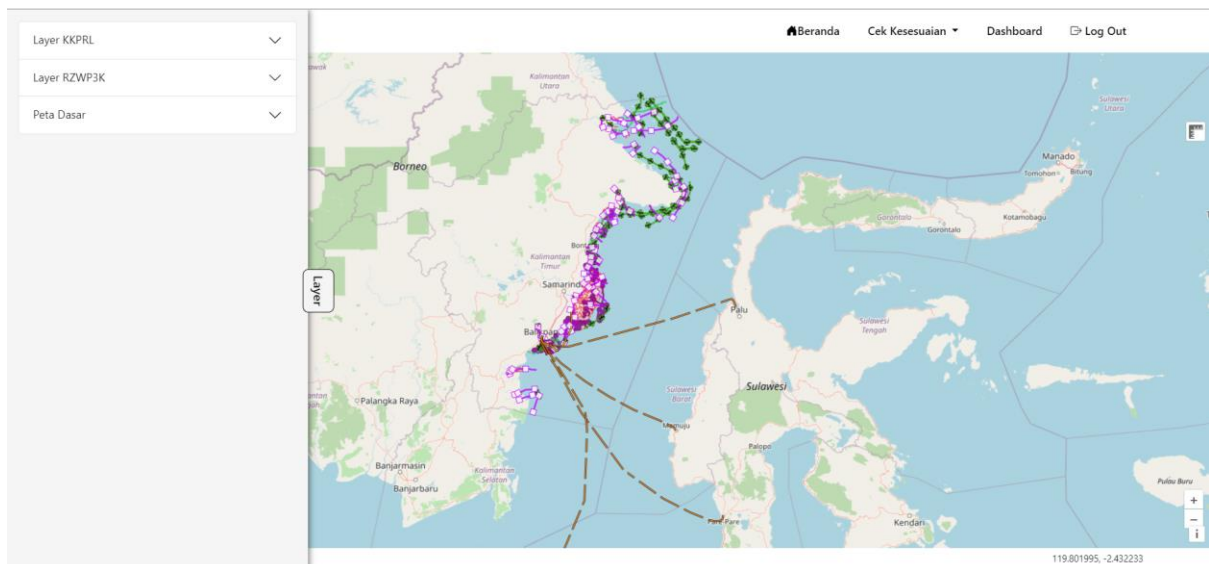 Layer KKPRL
Layer RZWP3K
Peta Dasar
Layer
Beranda
Cek Kesesuaian
Dashboard
Log Out
Kalimantan
Utara
Sulawesi
Utara
Borneo
Manado
Tomohon
Bitung
Gorontalo
Kotamobagu
Gorontalo
Bont
Kalimantan
Timur
Samarind
Balikpapan
Palu
Sulawesi
Tengah
Palangka Raya
Sulawesi
Barat
Sulawesi
Mamuju
Palopo
Banjarmasin
Banjarbaru
Kalimantan
Selatan
Pare-Pare
Kendari
Pulau Buru
+
−
i
119.801995, -2.432233